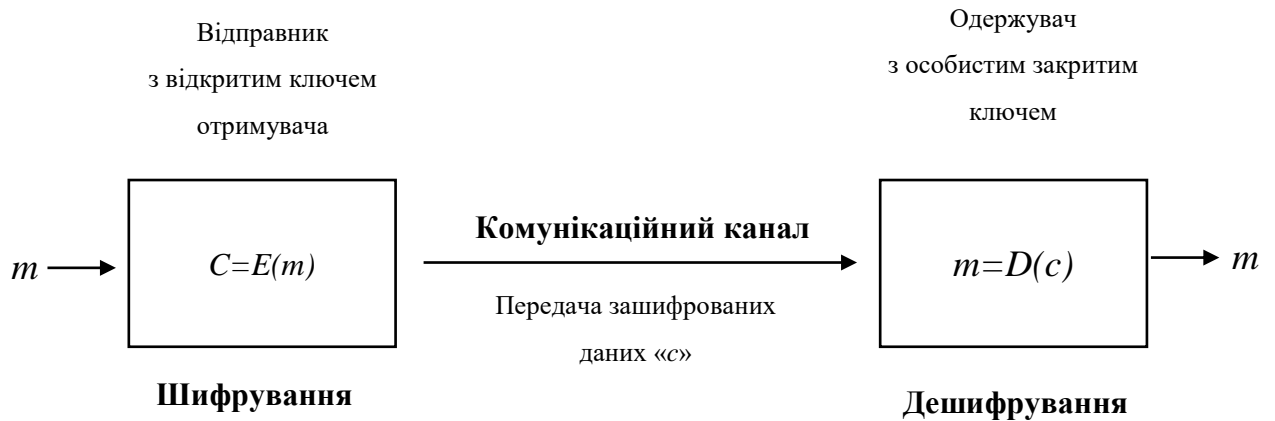 Відправник
з відкритим ключем
отримувача
Одержувач
з особистим закритим
ключем
m
C=E(m)
Комунікаційний канал
Передача зашифрованих
даних «с»
m=D(c)
m
Шифрування
Дешифрування